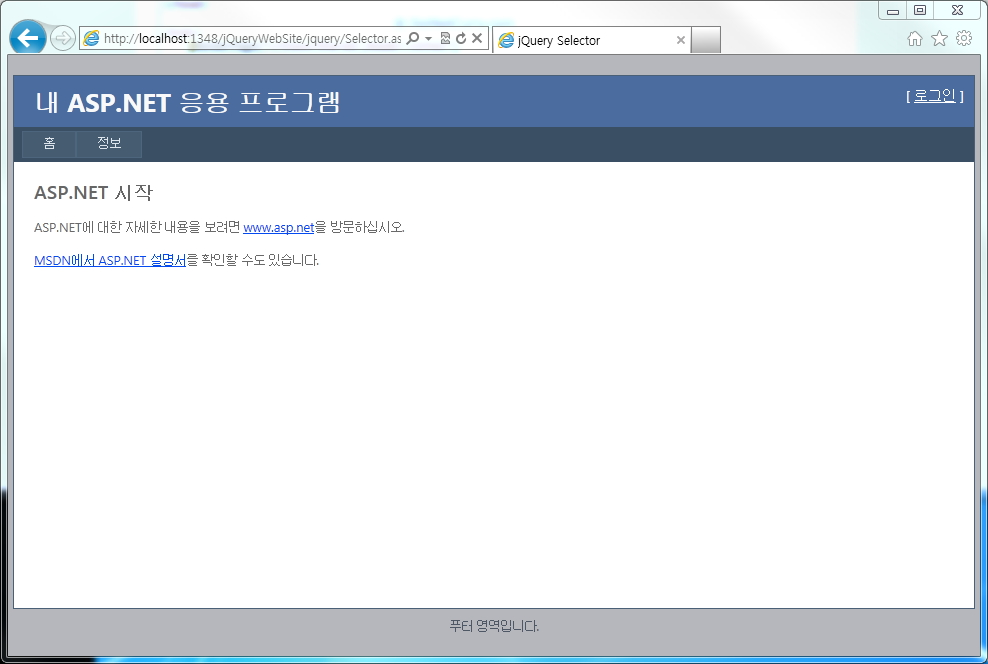 http://localhost:1348/jQueryWebSite/jquery/Selector.as
jQuery Selector
내 ASP.NET 응용 프로그램
[ 로그인 ]
홈 정보
ASP.NET 시작
ASP.NET에 대한 자세한 내용을 보려면 www.asp.net을 방문하십시오.
MSDN에서 ASP.NET 설명서를 확인할 수도 있습니다.
푸터 영역입니다.